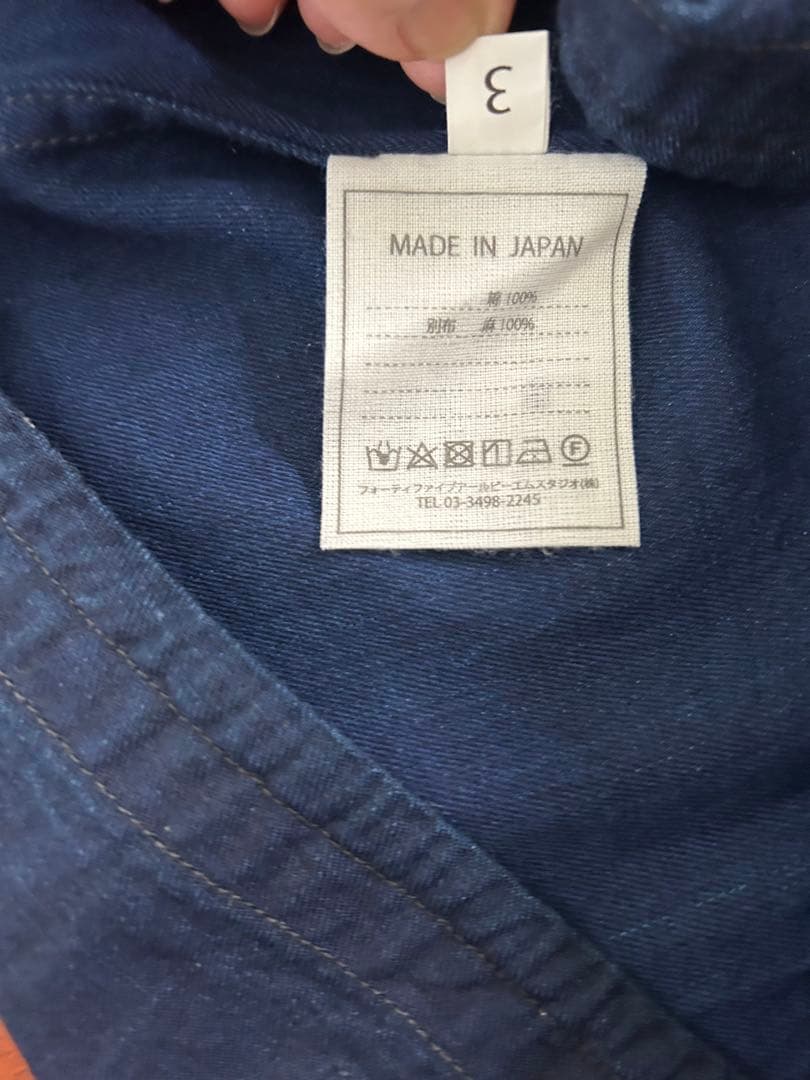 3
MADE IN JAPAN
綿 100%
別布 麻 100%
F
フォーティファイブアールピーエムスタジオ(株)
TEL 03-3498-2245